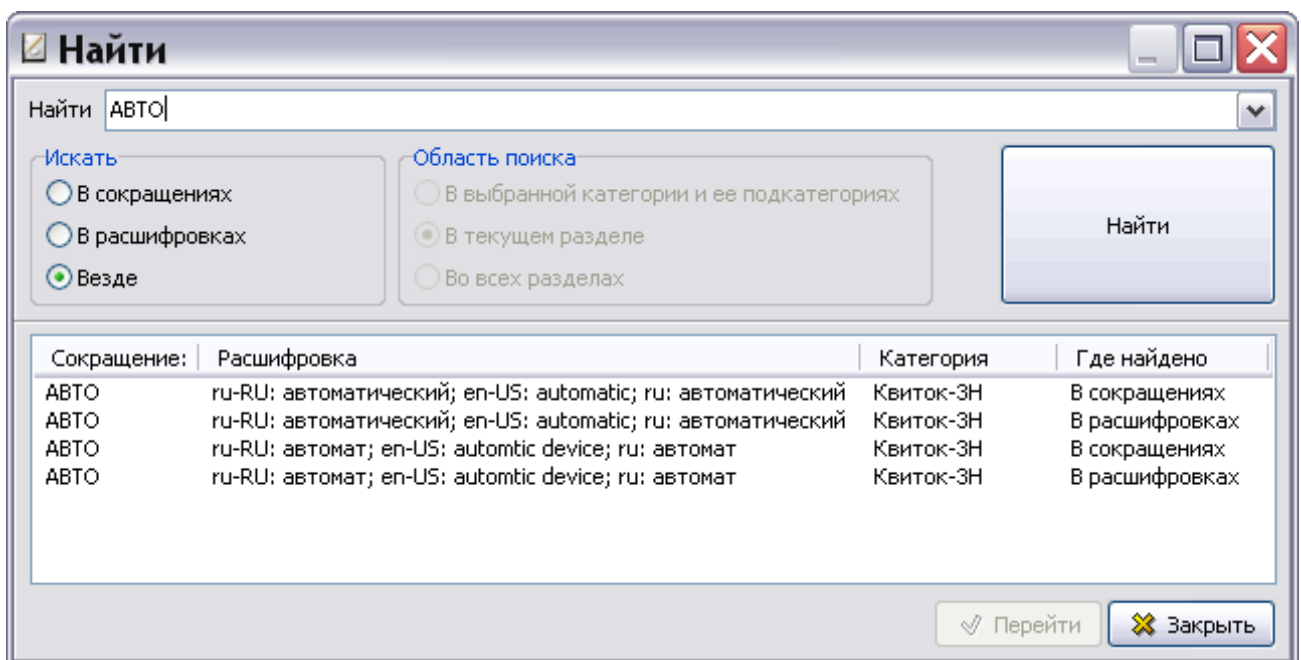 Найти
Найти АВТО
Искать Область поиска
В сокращениях В выбранной категории и ее подкатегориях
В расшифровках В текущем разделе Найти
Везде Во всех разделах
Сокращение: Расшифровка Категория Где найдено
АВТО ru-RU: автоматический; en-US: automatic; ru: автоматический Квиток-3Н В сокращениях
АВТО ru-RU: автоматический; en-US: automatic; ru: автоматический Квиток-3Н В расшифровках
АВТО ru-RU: автомат; en-US: automtic device; ru: автомат Квиток-3Н В сокращениях
АВТО ru-RU: автомат; en-US: automtic device; ru: автомат Квиток-3Н В расшифровках
Перейти Закрыть